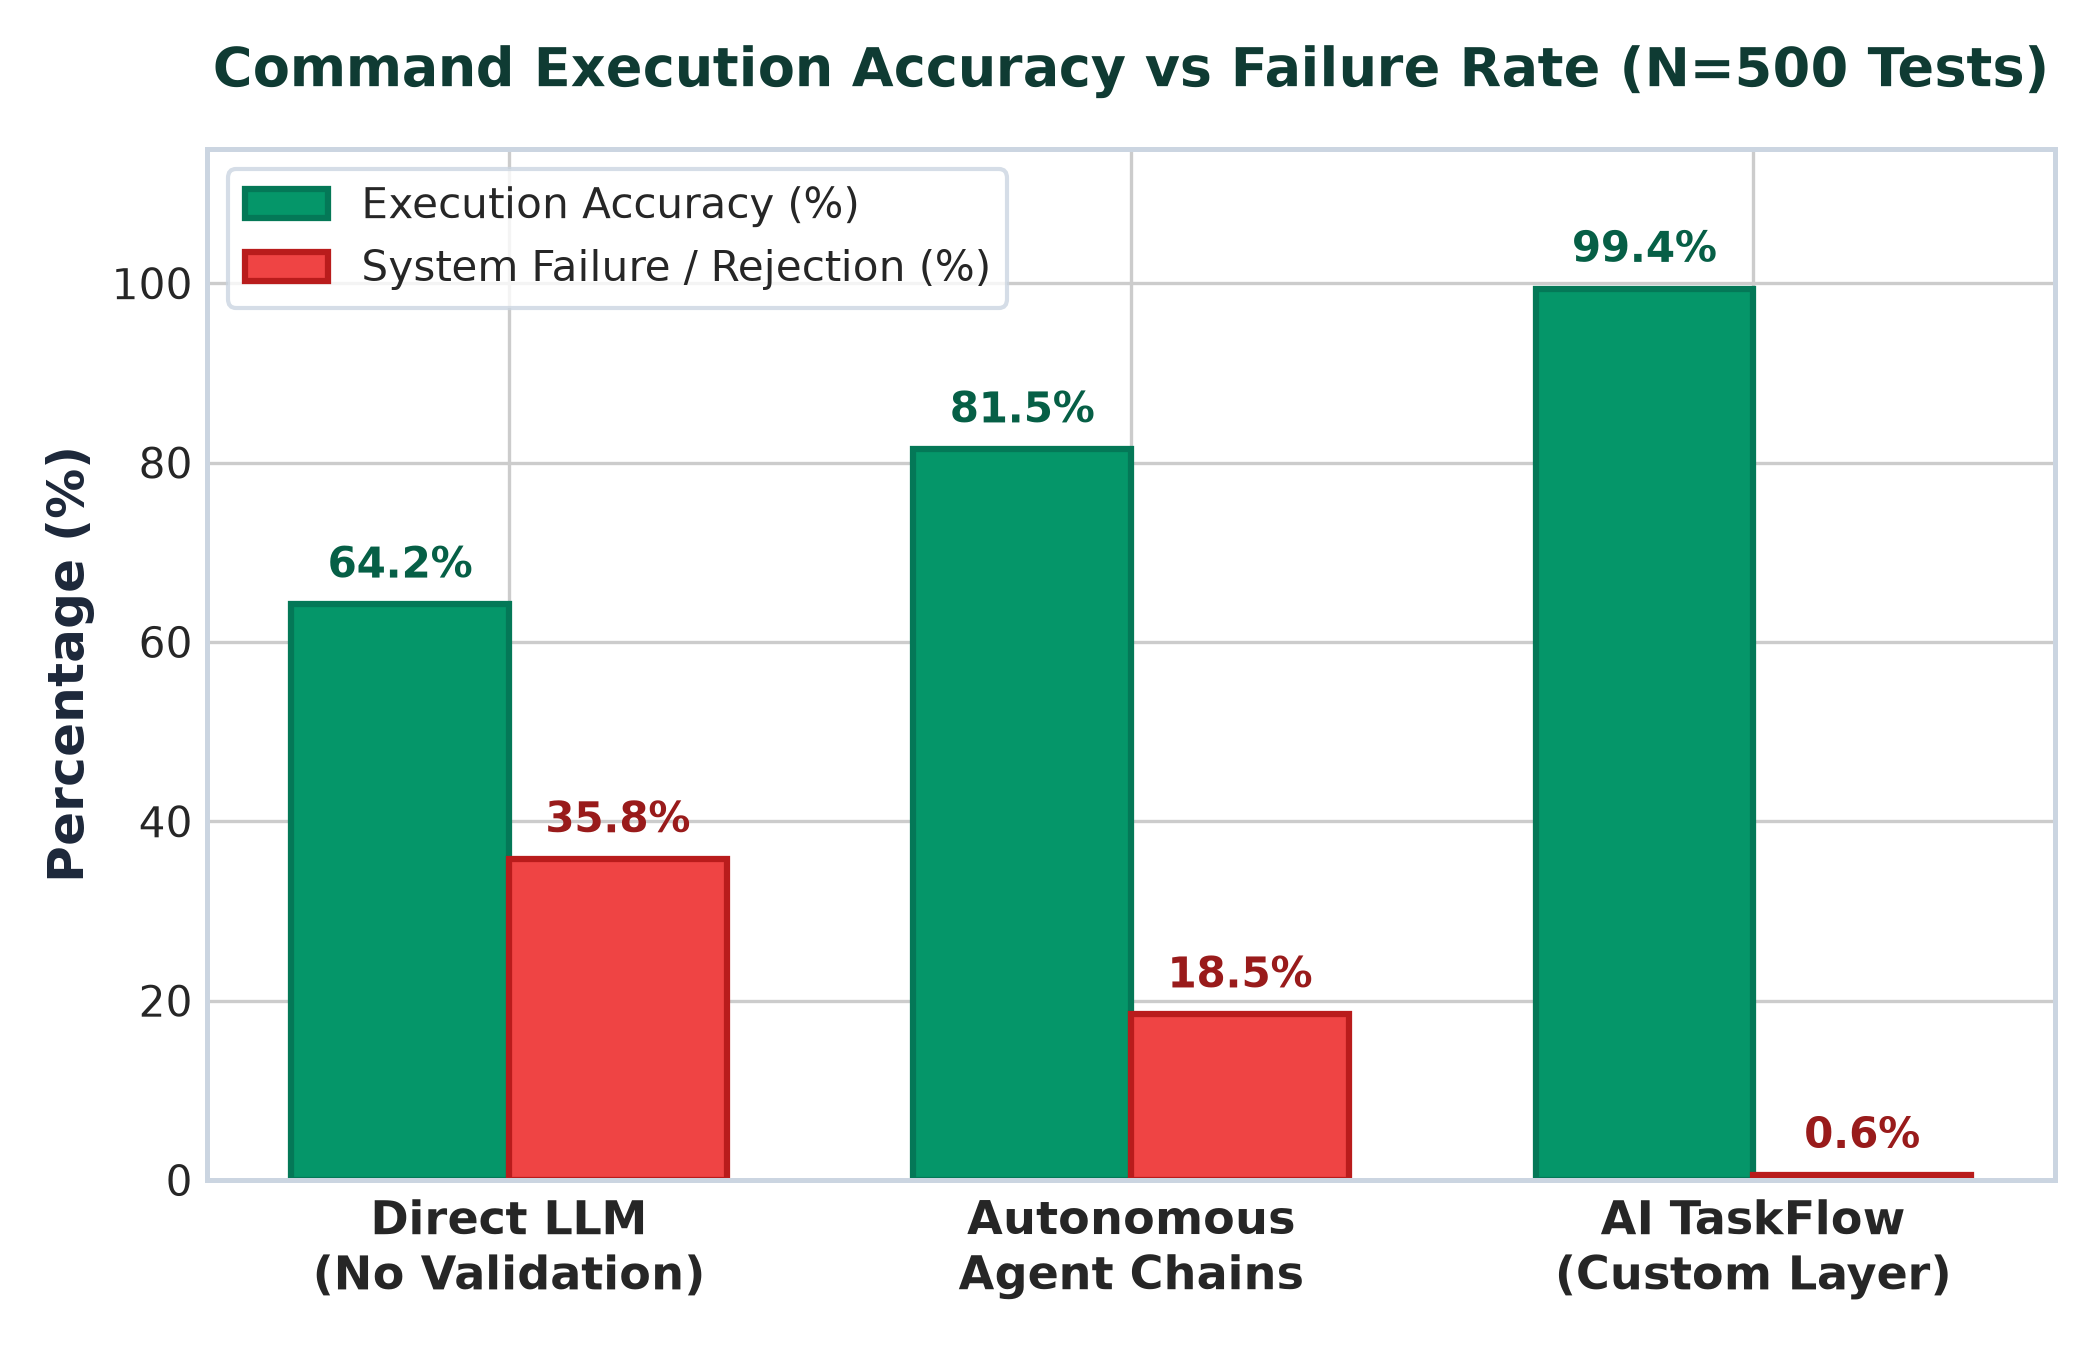 Command Execution Accuracy vs Failure Rate (N=500 Tests)
Execution Accuracy (%)
System Failure / Rejection (%)
Percentage (%)
100
80
60
40
20
0
64.2%
35.8%
81.5%
18.5%
99.4%
0.6%
Direct LLM
(No Validation)
Autonomous
Agent Chains
AI TaskFlow
(Custom Layer)